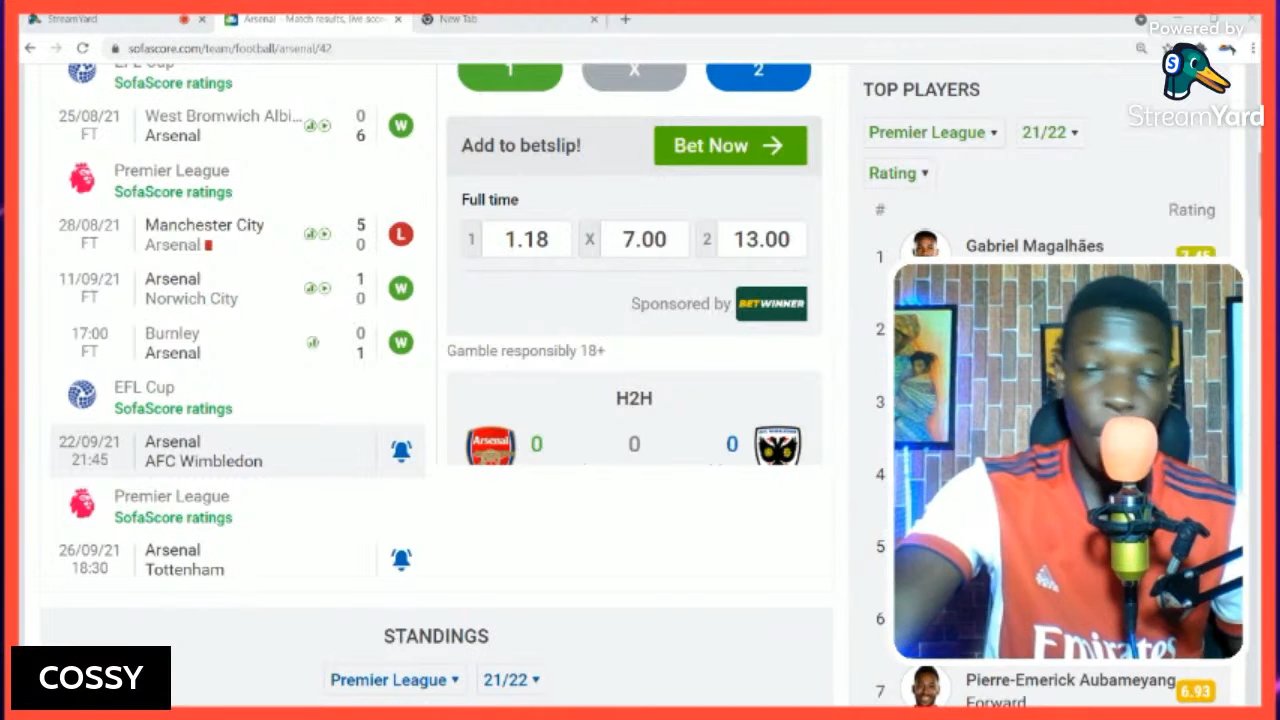 StreamYard
Arsenal - Match results, live scor
New Tab
Powered by
StreamYard
sofascore.com/team/football/arsenal/42
EFL Cup
SofaScore ratings
25/08/21
FT
West Bromwich Albi... 0
Arsenal 6
W
Premier League
SofaScore ratings
28/08/21
FT
Manchester City 5
Arsenal 0
L
11/09/21
FT
Arsenal 1
Norwich City 0
W
17:00
FT
Burnley 0
Arsenal 1
W
EFL Cup
SofaScore ratings
22/09/21
21:45
Arsenal
AFC Wimbledon
Premier League
SofaScore ratings
26/09/21
18:30
Arsenal
Tottenham
1 X 2
Add to betslip!
Bet Now
Full time
1 1.18 X 7.00 2 13.00
Sponsored by BETWINNER
Gamble responsibly 18+
H2H
Arsenal 0 0 0
STANDINGS
Premier League 21/22
TOP PLAYERS
Premier League 21/22
Rating
# Rating
1 Gabriel Magalhães
2
3
4
5
6
7 Pierre-Emerick Aubameyang 6.93
Forward
Emirates
COSSY